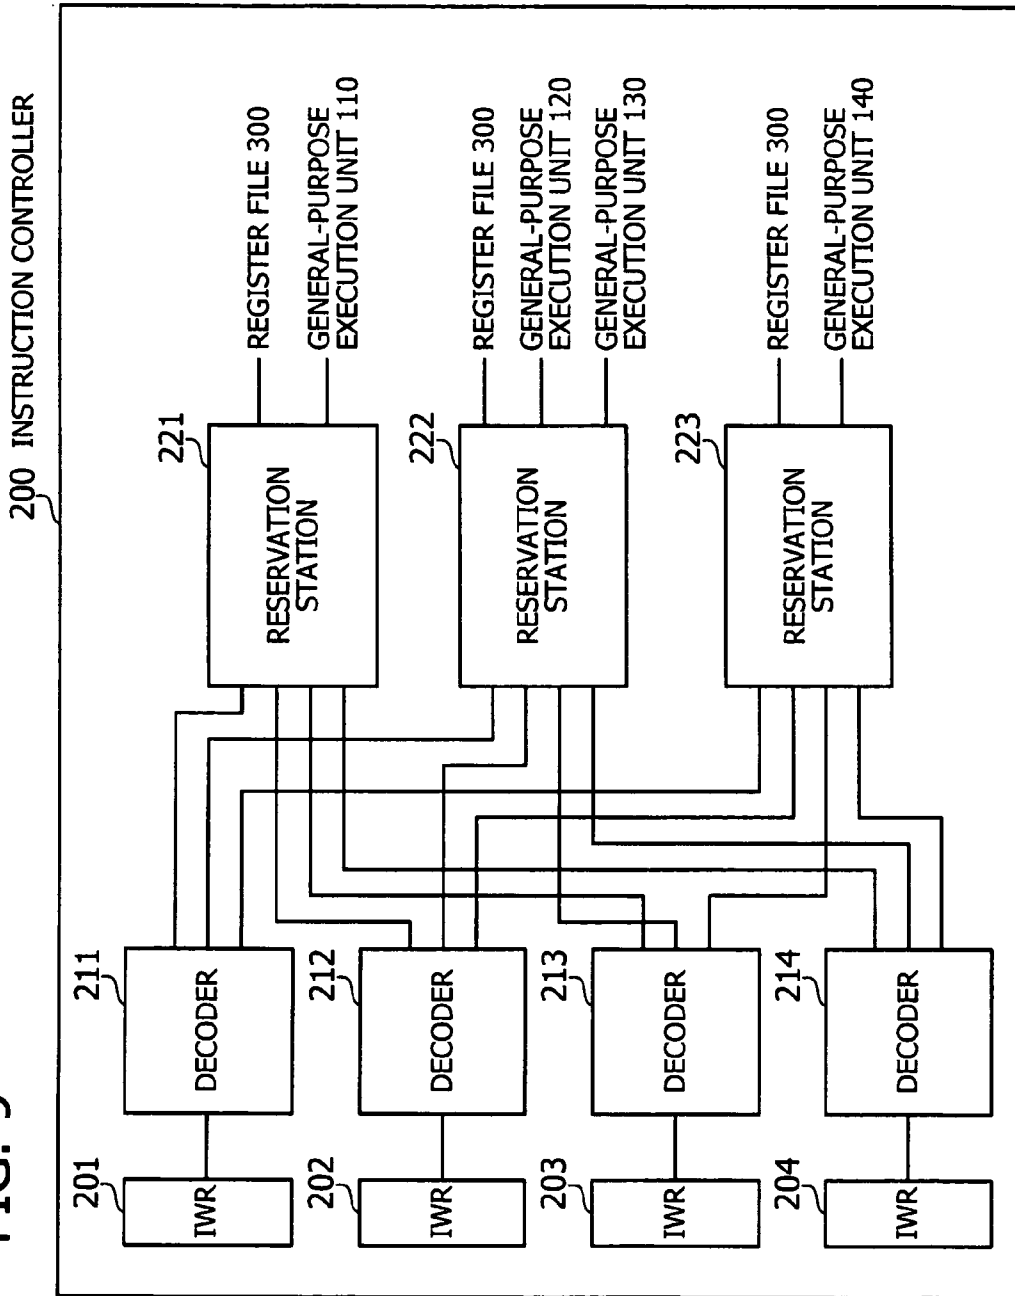 200 INSTRUCTION CONTROLLER
201
IWR
211
DECODER
221
RESERVATION
STATION
REGISTER FILE 300
GENERAL-PURPOSE
EXECUTION UNIT 110
202
IWR
212
DECODER
222
RESERVATION
STATION
REGISTER FILE 300
GENERAL-PURPOSE
EXECUTION UNIT 120
GENERAL-PURPOSE
EXECUTION UNIT 130
203
IWR
213
DECODER
223
RESERVATION
STATION
REGISTER FILE 300
GENERAL-PURPOSE
EXECUTION UNIT 140
204
IWR
214
DECODER